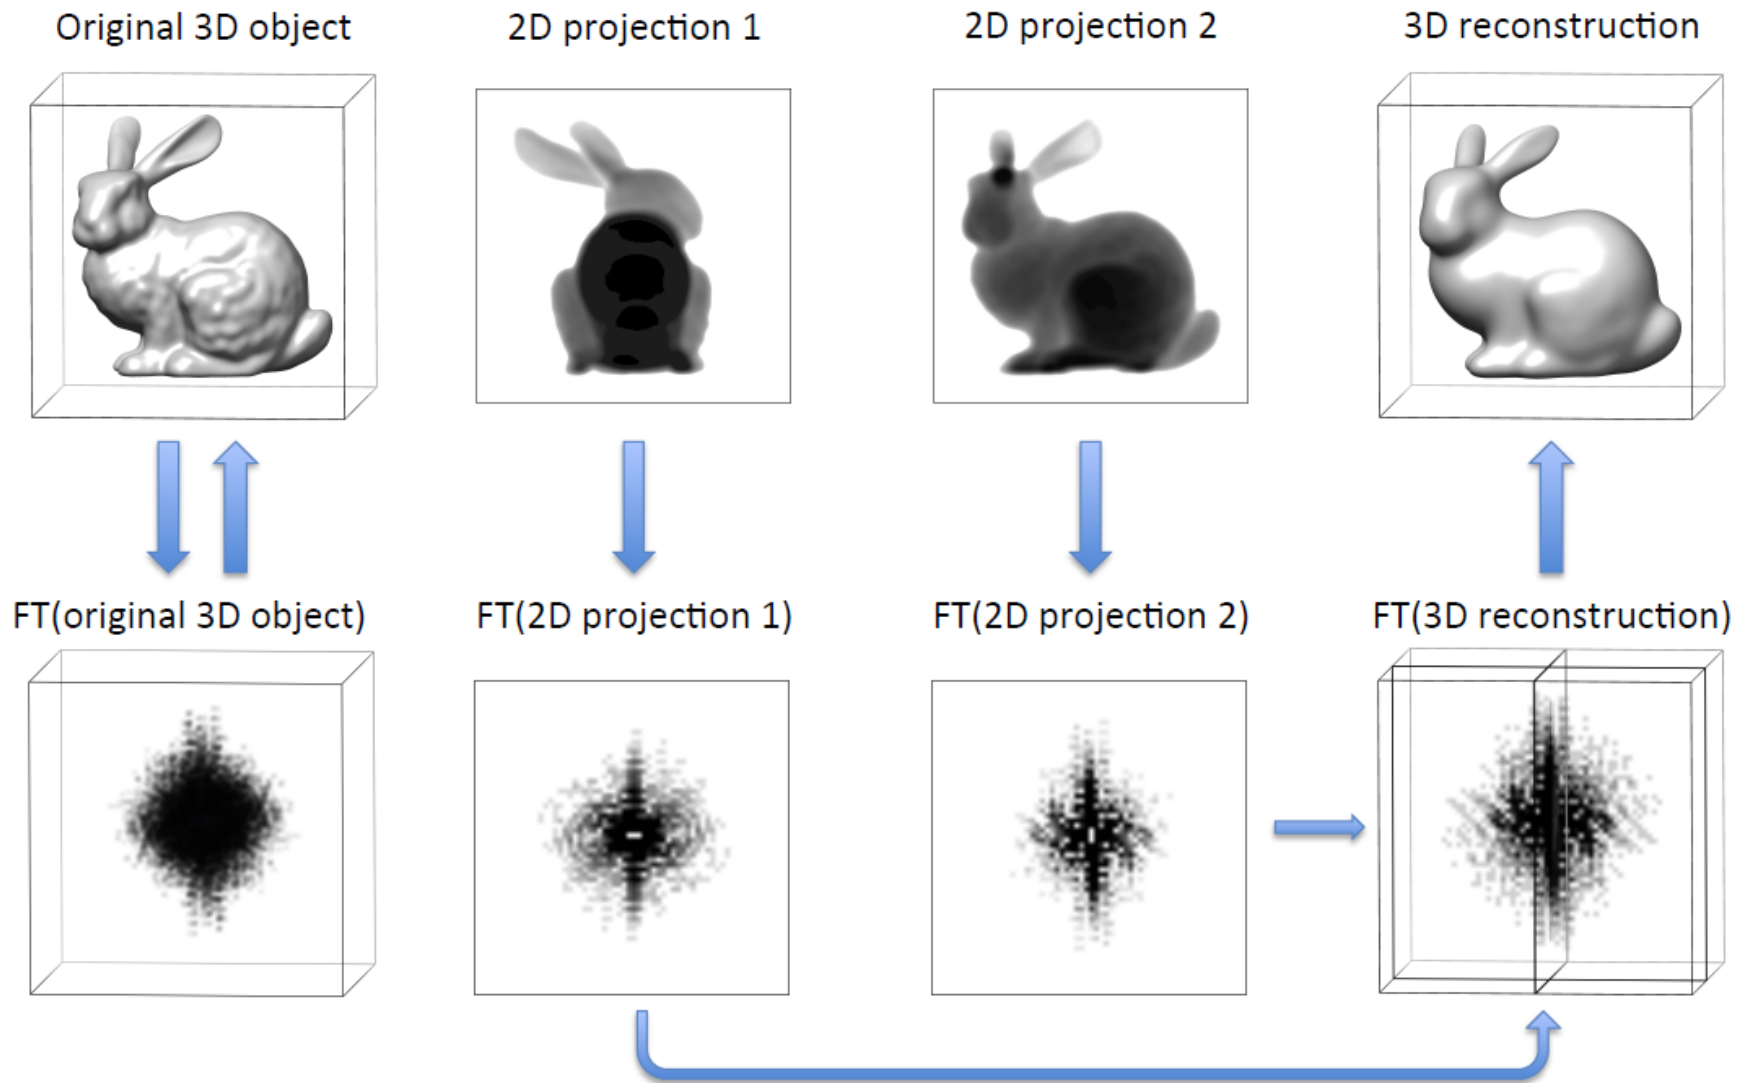 Original 3D object
2D projection 1
2D projection 2
3D reconstruction
FT(original 3D object)
FT(2D projection 1)
FT(2D projection 2)
FT(3D reconstruction)